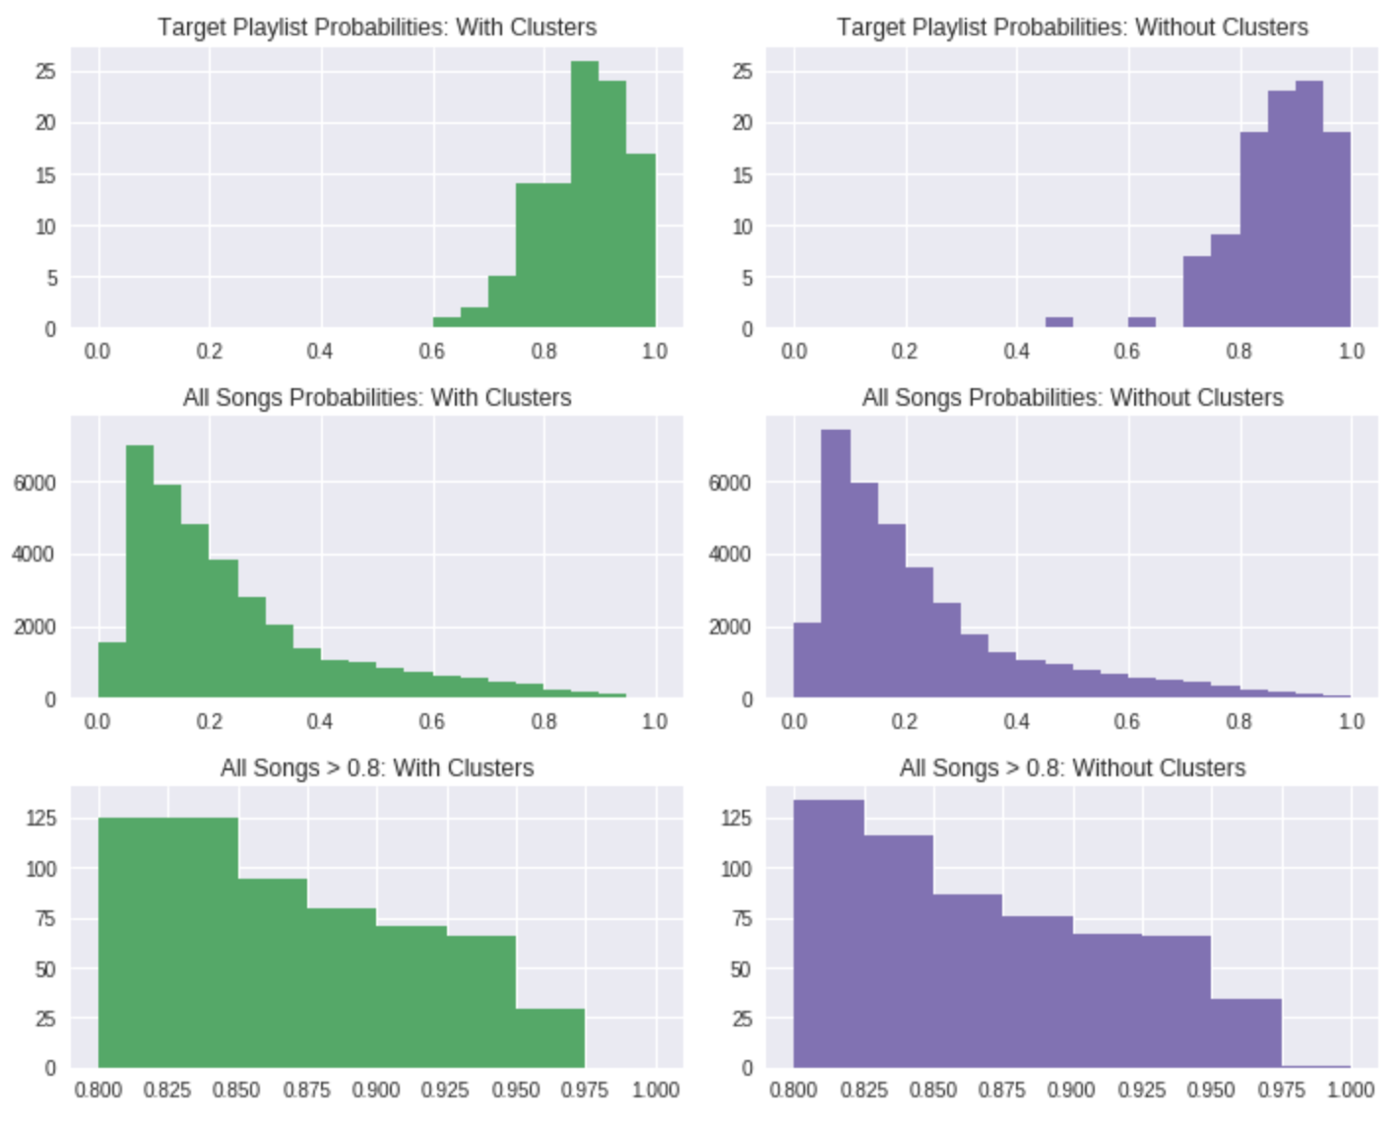 Target Playlist Probabilities: With Clusters
25
20
15
10
5
0
0.0 0.2 0.4 0.6 0.8 1.0
Target Playlist Probabilities: Without Clusters
25
20
15
10
5
0
0.0 0.2 0.4 0.6 0.8 1.0
All Songs Probabilities: With Clusters
6000
4000
2000
0
0.0 0.2 0.4 0.6 0.8 1.0
All Songs Probabilities: Without Clusters
6000
4000
2000
0
0.0 0.2 0.4 0.6 0.8 1.0
All Songs > 0.8: With Clusters
125
100
75
50
25
0
0.800 0.825 0.850 0.875 0.900 0.925 0.950 0.975 1.000
All Songs > 0.8: Without Clusters
125
100
75
50
25
0
0.800 0.825 0.850 0.875 0.900 0.925 0.950 0.975 1.000